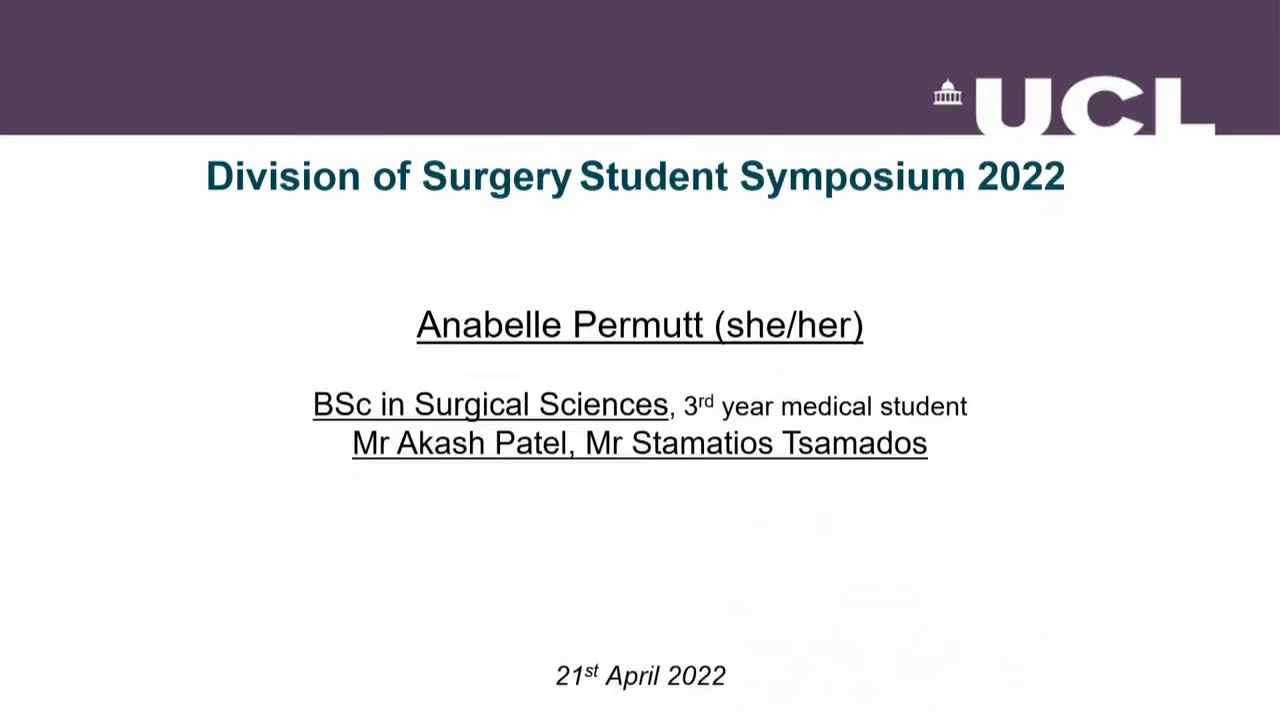 UCL
Division of Surgery Student Symposium 2022
Anabelle Permutt (she/her)
BSc in Surgical Sciences, 3rd year medical student
Mr Akash Patel, Mr Stamatios Tsamados
21st April 2022